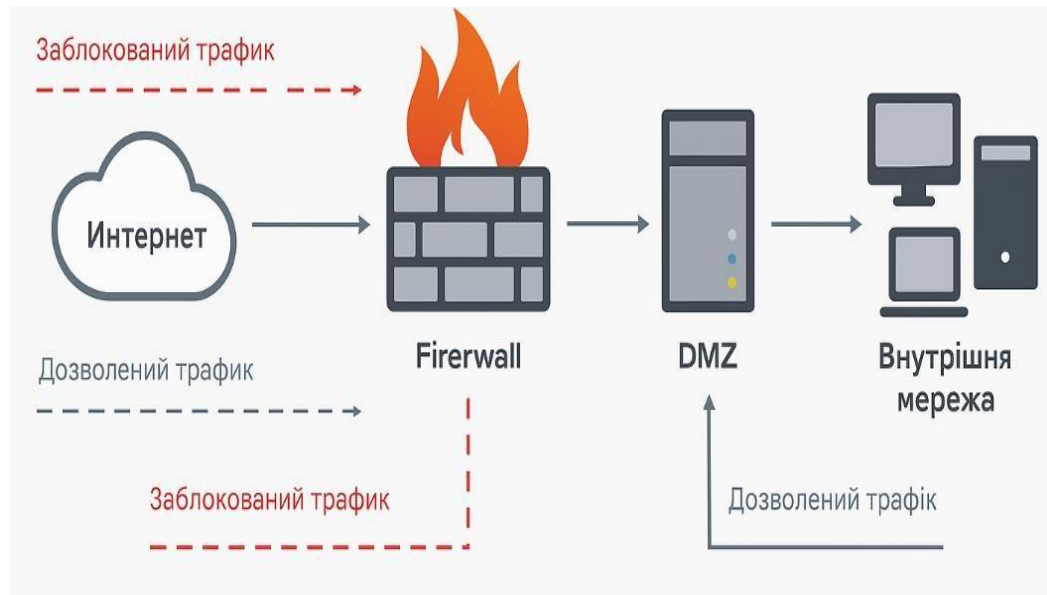 Заблокований трафик
Интернет
Firerwall
DMZ
Внутрішня
мережа
Дозволений трафик
Заблокований трафик
Дозволений трафік